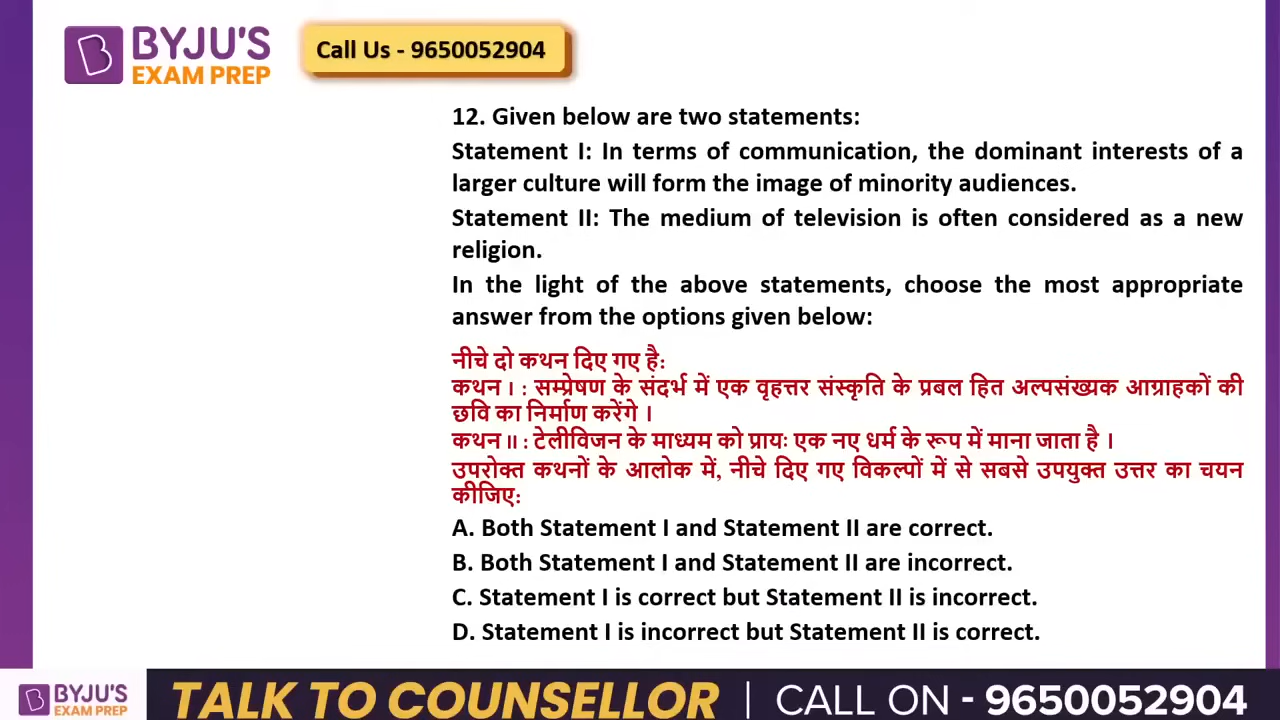 BYJU'S
EXAM PREP
Call Us - 9650052904
12. Given below are two statements:
Statement I: In terms of communication, the dominant interests of a
larger culture will form the image of minority audiences.
Statement II: The medium of television is often considered as a new
religion.
In the light of the above statements, choose the most appropriate
answer from the options given below:
नीचे दो कथन दिए गए है:
कथन I : सम्प्रेषण के संदर्भ में एक वृहत्तर संस्कृति के प्रबल हित अल्पसंख्यक आग्राहकों की
छवि का निर्माण करेंगे ।
कथन II : टेलीविजन के माध्यम को प्रायः एक नए धर्म के रूप में माना जाता है ।
उपरोक्त कथनों के आलोक में, नीचे दिए गए विकल्पों में से सबसे उपयुक्त उत्तर का चयन
कीजिए:
A. Both Statement I and Statement II are correct.
B. Both Statement I and Statement II are incorrect.
C. Statement I is correct but Statement II is incorrect.
D. Statement I is incorrect but Statement II is correct.
BYJU'S
EXAM PREP
TALK TO COUNSELLOR | CALL ON - 9650052904